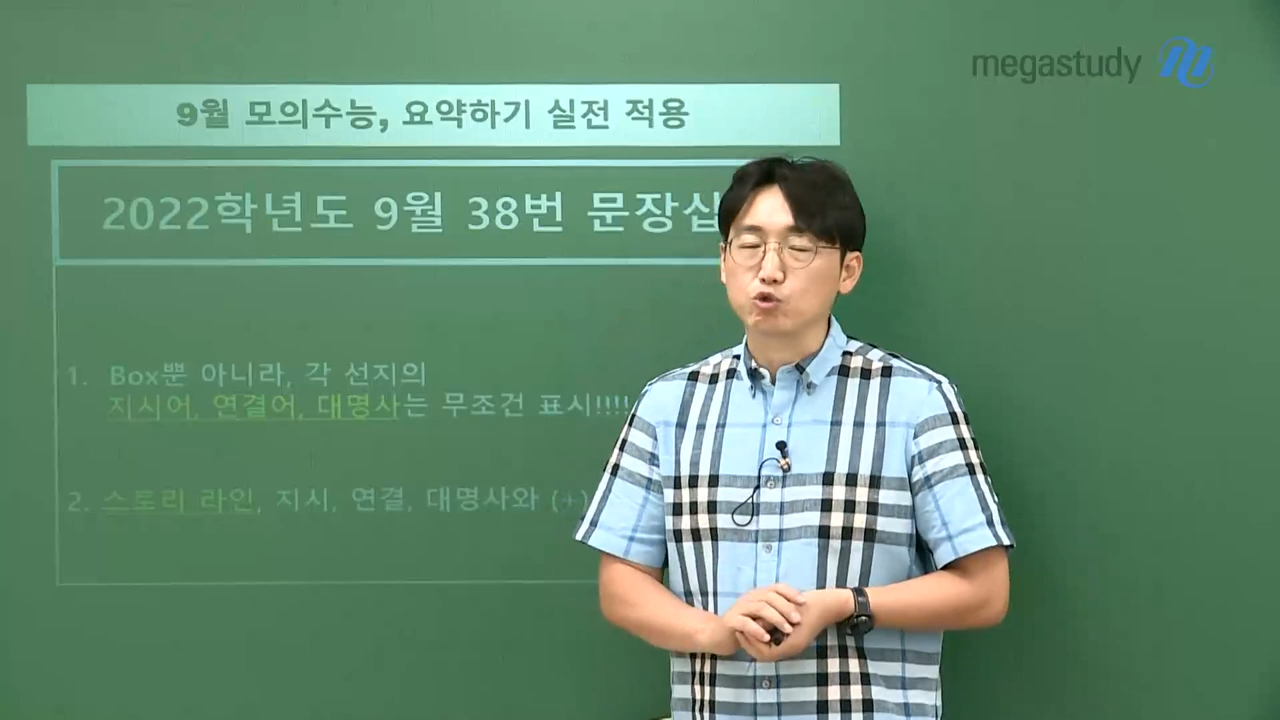 megastudy
9월 모의수능, 요약하기 실전 적용
2022학년도 9월 38번 문장삽
1. Box뿐 아니라, 각 선지의
지시어, 연결어, 대명사는 무조건 표시!!!!
2. 스토리 라인, 지시, 연결, 대명사와 (+)